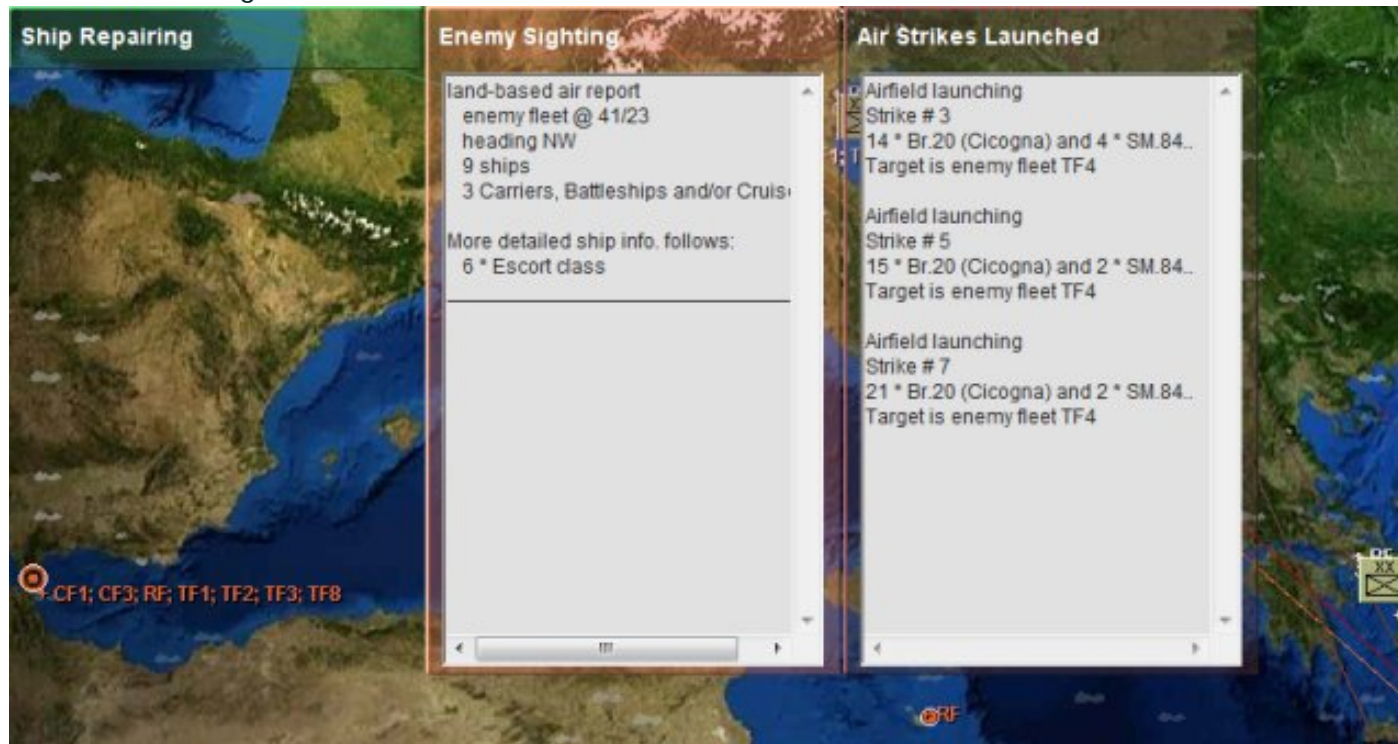 Ship Repairing
Enemy Sighting
land-based air report
enemy fleet @ 41/23
heading NW
9 ships
3 Carriers, Battleships and/or Cruise
More detailed ship info. follows:
6 * Escort class
Air Strikes Launched
Airfield launching
Strike # 3
14 * Br.20 (Cicogna) and 4 * SM.84..
Target is enemy fleet TF4
Airfield launching
Strike # 5
15 * Br.20 (Cicogna) and 2 * SM.84..
Target is enemy fleet TF4
Airfield launching
Strike # 7
21 * Br.20 (Cicogna) and 2 * SM.84..
Target is enemy fleet TF4
CF1; CF3; RF; TF1; TF2; TF3; TF8
RF
XX